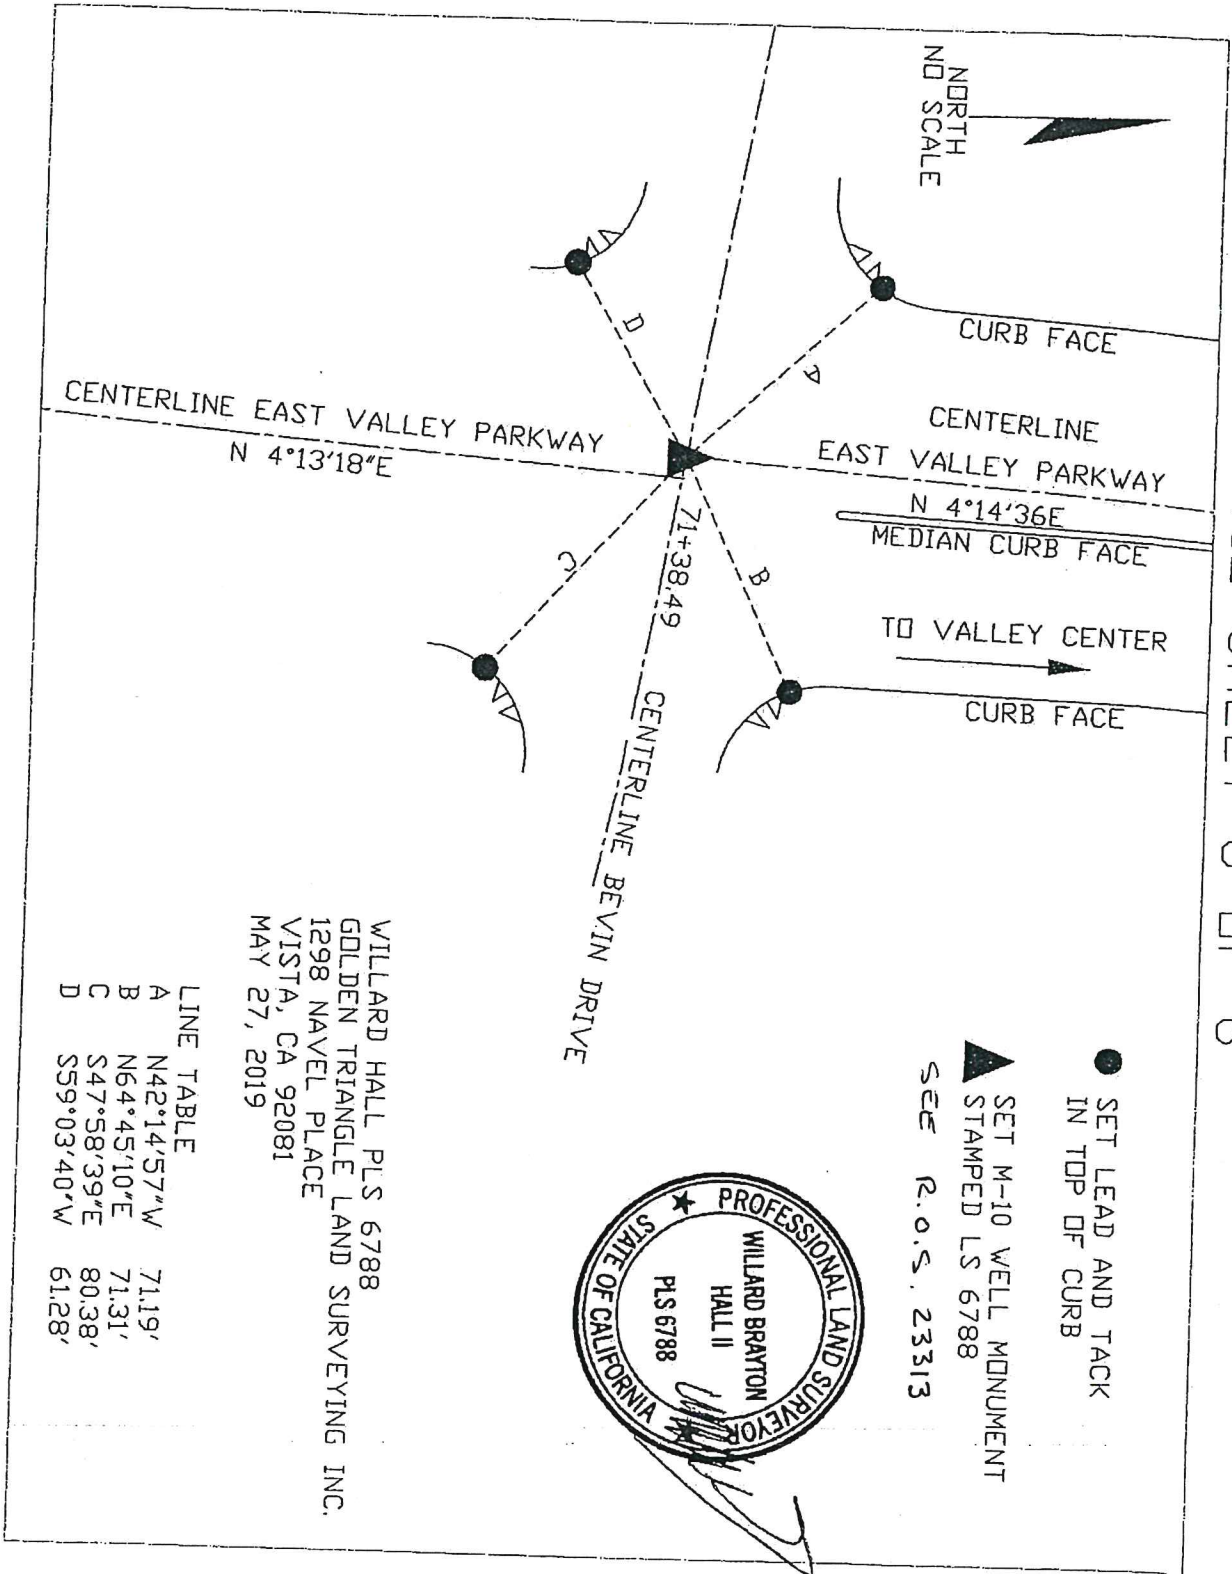 NORTH
NO SCALE
CURB FACE
CENTERLINE
EAST VALLEY PARKWAY
N 4°14'36E
MEDIAN CURB FACE
TO VALLEY CENTER
CURB FACE
A
B
C
D
71+38.49
CENTERLINE BEVIN DRIVE
CENTERLINE EAST VALLEY PARKWAY
N 4°13'18"E
SET LEAD AND TACK
IN TOP OF CURB
SET M-10 WELL MONUMENT
STAMPED LS 6788
SEE R.O.S. 23313
PROFESSIONAL LAND SURVEYOR
WILLARD BRAYTON
HALL II
PLS 6788
STATE OF CALIFORNIA
WILLARD HALL PLS 6788
GOLDEN TRIANGLE LAND SURVEYING INC.
1298 NAVEL PLACE
VISTA, CA 92081
MAY 27, 2019
LINE TABLE
A N42°14'57"W 71.19'
B N64°45'10"E 71.31'
C S47°58'39"E 80.38'
D S59°03'40"W 61.28'